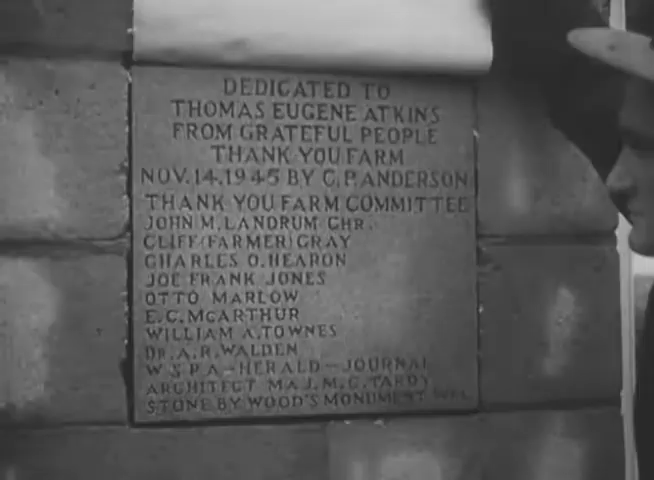 DEDICATED TO
THOMAS EUGENE ATKINS
FROM GRATEFUL PEOPLE
THANK YOU FARM
NOV. 14, 1945 BY C. P. ANDERSON
THANK YOU FARM COMMITTEE
JOHN M. LANDRUM CHR.
CLIFF (FARMER) GRAY
CHARLES O. HEARON
JOE FRANK JONES
OTTO MARLOW
E. C. McARTHUR
WILLIAM A. TOWNES
DR. A. R. WALDEN
W S P A - HERALD - JOURNAL
ARCHITECT MAJ. M. C. TARDY
STONE BY WOOD'S MONUMENT